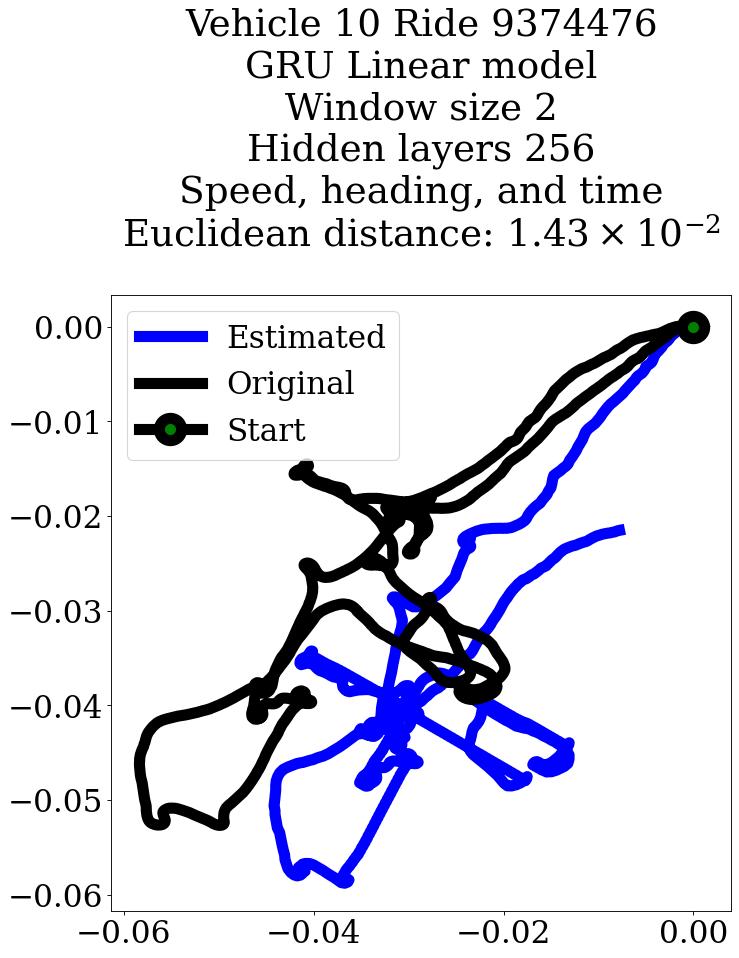 Vehicle 10 Ride 9374476
GRU Linear model
Window size 2
Hidden layers 256
Speed, heading, and time
Euclidean distance: 1.43 × 10⁻²
Estimated
Original
Start
0.00
−0.01
−0.02
−0.03
−0.04
−0.05
−0.06
−0.06 −0.04 −0.02 0.00